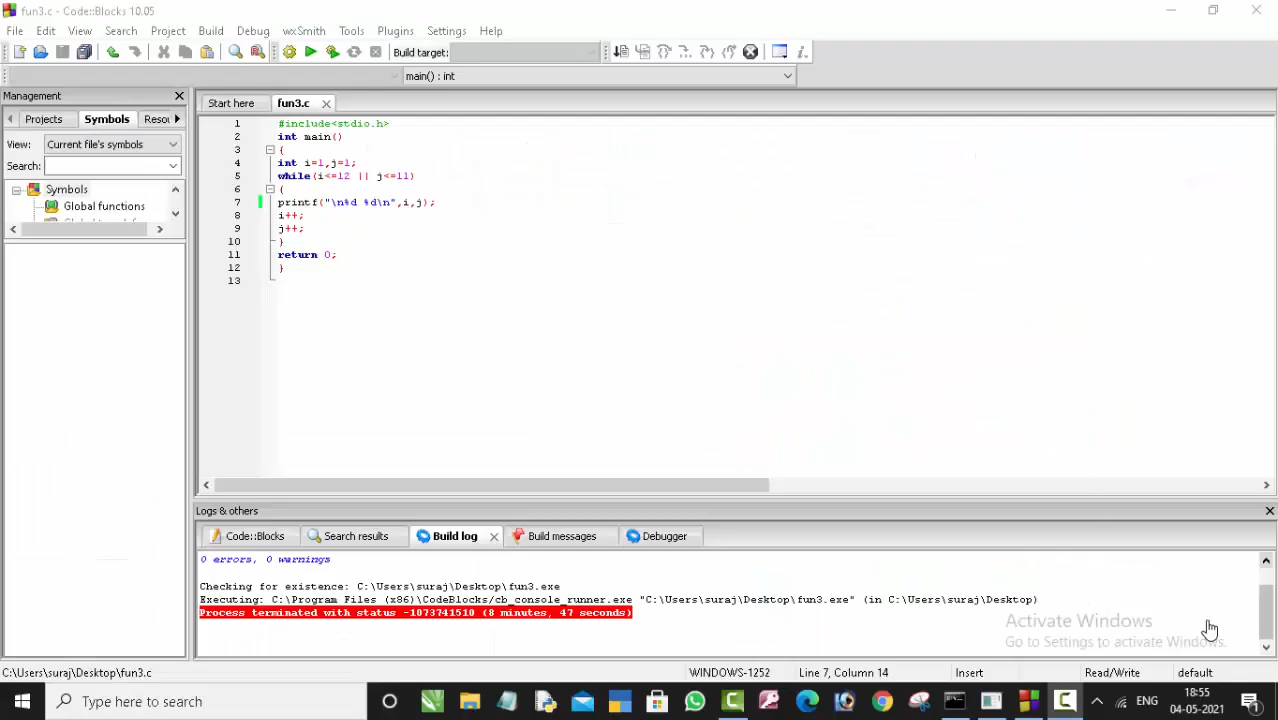 fun3.c - Code::Blocks 10.05
File Edit View Search Project Build Debug wxSmith Tools Plugins Settings Help
Build target:
main() : int
Management
Start here fun3.c
Projects Symbols Resou
View: Current file's symbols
Search:
Symbols
Global functions
1 #include<stdio.h>
2 int main()
3 {
4 int i=1,j=1;
5 while(i<=12 || j<=11)
6 {
7 printf("\n%d %d\n",i,j);
8 i++;
9 j++;
10 }
11 return 0;
12 }
13
Logs & others
Code::Blocks Search results Build log Build messages Debugger
0 errors, 0 warnings
Checking for existence: C:\Users\suraj\Desktop\fun3.exe
Executing: C:\Program Files (x86)\CodeBlocks/cb_console_runner.exe "C:\Users\suraj\Desktop\fun3.exe" (in C:\Users\suraj\Desktop)
Process terminated with status -1073741510 (8 minutes, 47 seconds)
Activate Windows
Go to Settings to activate Windows.
C:\Users\suraj\Desktop\fun3.c WINDOWS-1252 Line 7, Column 14 Insert Read/Write default
Type here to search
ENG
18:55
04-05-2021
1